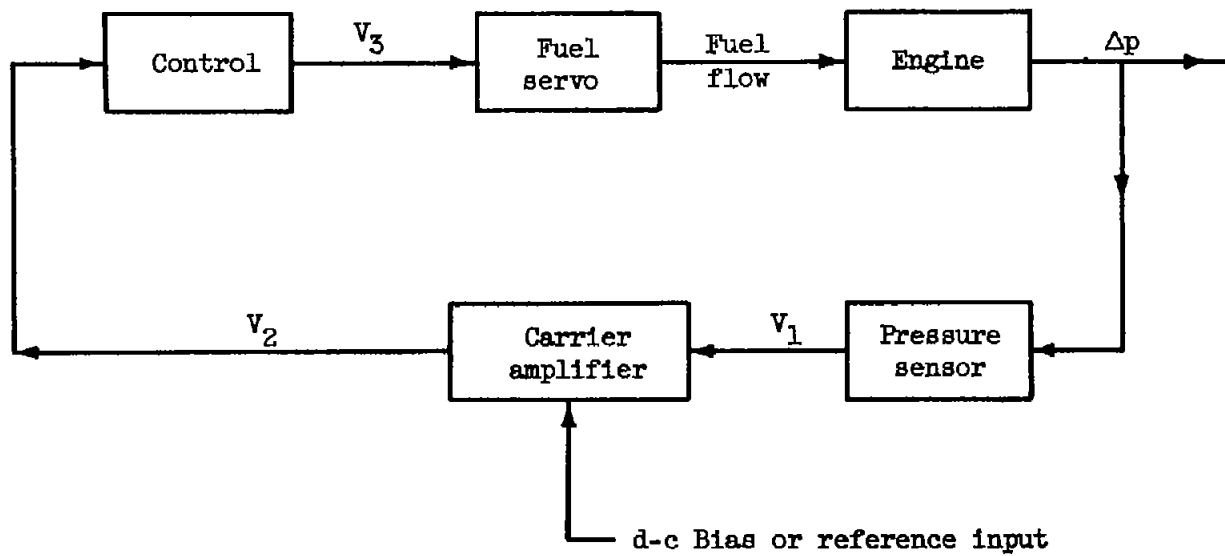 Control
V3
Fuel
servo
Fuel
flow
Engine
Δp
V2
Carrier
amplifier
V1
Pressure
sensor
d-c Bias or reference input